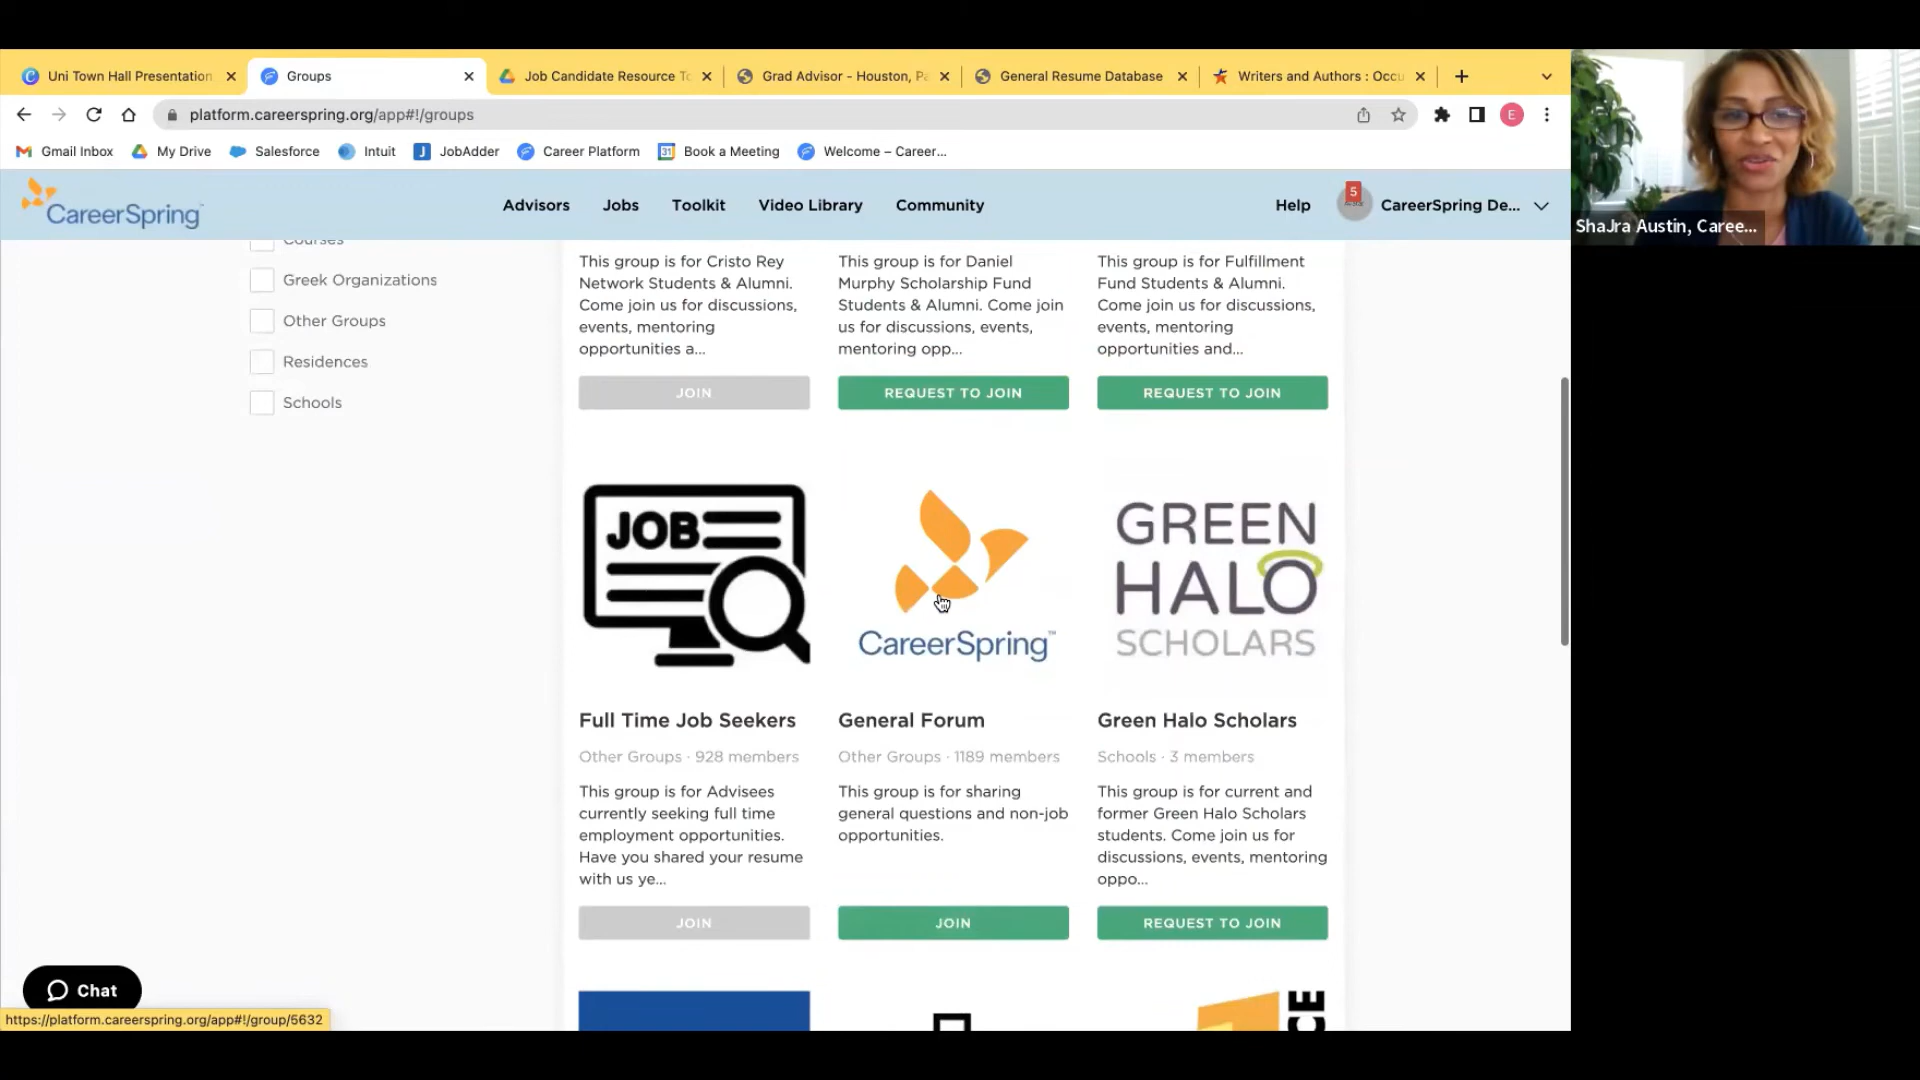 Uni Town Hall Presentation
Groups
Job Candidate Resource To
Grad Advisor - Houston, Pa
General Resume Database
Writers and Authors : Occu
platform.careerspring.org/app#!/groups
E
Gmail Inbox
My Drive
Salesforce
Intuit
JobAdder
Career Platform
31
Book a Meeting
Welcome – Career...
CareerSpring
Advisors
Jobs
Toolkit
Video Library
Community
Help
5
CareerSpring De...
ShaJra Austin, Caree...
Courses
Greek Organizations
Other Groups
Residences
Schools
This group is for Cristo Rey
Network Students & Alumni.
Come join us for discussions,
events, mentoring
opportunities a...
JOIN
This group is for Daniel
Murphy Scholarship Fund
Students & Alumni. Come join
us for discussions, events,
mentoring opp...
REQUEST TO JOIN
This group is for Fulfillment
Fund Students & Alumni.
Come join us for discussions,
events, mentoring
opportunities and...
REQUEST TO JOIN
JOB
Full Time Job Seekers
Other Groups · 928 members
This group is for Advisees
currently seeking full time
employment opportunities.
Have you shared your resume
with us ye...
JOIN
CareerSpring™
General Forum
Other Groups · 1189 members
This group is for sharing
general questions and non-job
opportunities.
JOIN
GREEN
HALO
SCHOLARS
Green Halo Scholars
Schools · 3 members
This group is for current and
former Green Halo Scholars
students. Come join us for
discussions, events, mentoring
oppo...
REQUEST TO JOIN
Chat
https://platform.careerspring.org/app#!/group/5632